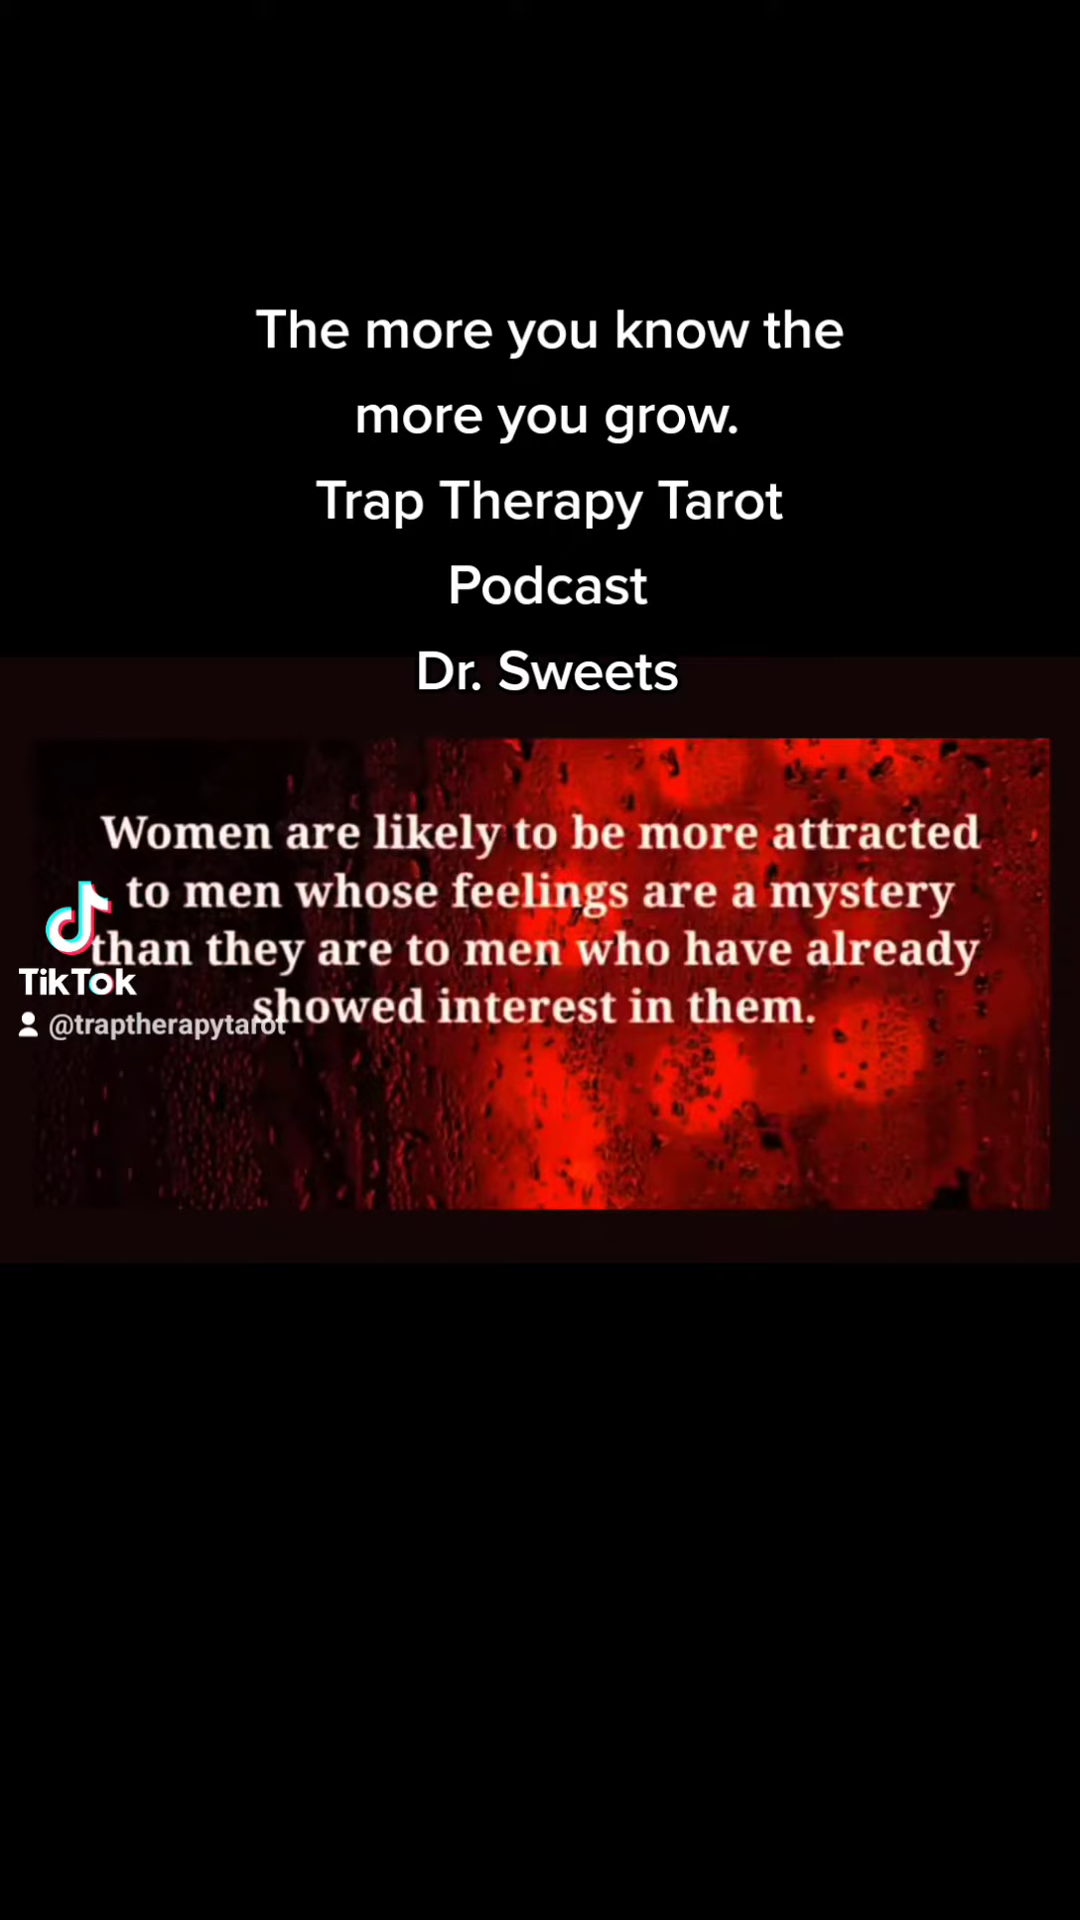 The more you know the
more you grow.
Trap Therapy Tarot
Podcast
Dr. Sweets
Women are likely to be more attracted
to men whose feelings are a mystery
than they are to men who have already
showed interest in them.
TikTok
@traptherapytarot